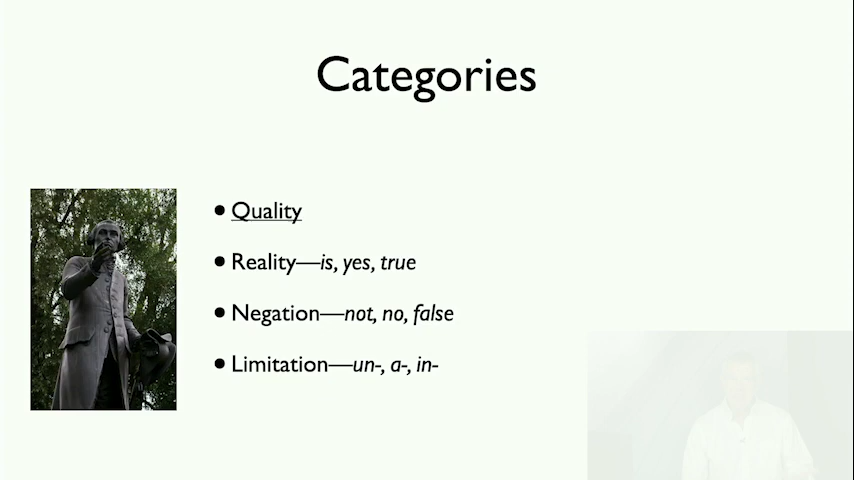 Categories
• Quality
• Reality—is, yes, true
• Negation—not, no, false
• Limitation—un-, a-, in-